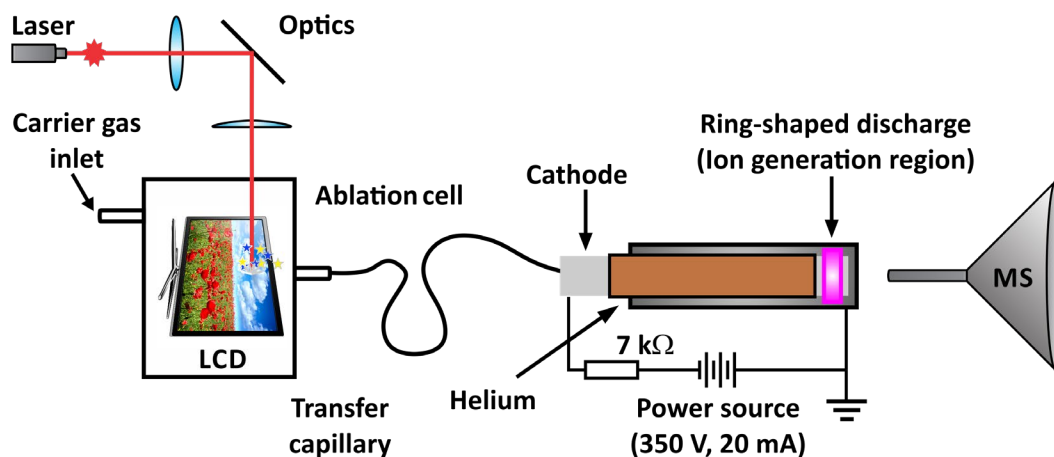 Laser
Optics
Carrier gas
inlet
Ablation cell
LCD
Transfer
capillary
Cathode
Ring-shaped discharge
(Ion generation region)
MS
Helium
7 kΩ
Power source
(350 V, 20 mA)